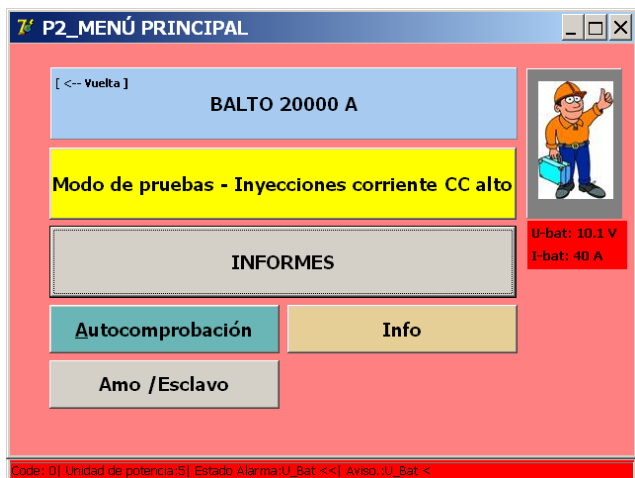 P2_MENÚ PRINCIPAL
[ <-- Vuelta ]
BALTO 20000 A
Modo de pruebas - Inyecciones corriente CC alto
U-bat: 10.1 V
I-bat: 40 A
INFORMES
Autocomprobación
Info
Amo /Esclavo
Code: 0| Unidad de potencia:5| Estado Alarma:U_Bat <<| Aviso.:U_Bat <